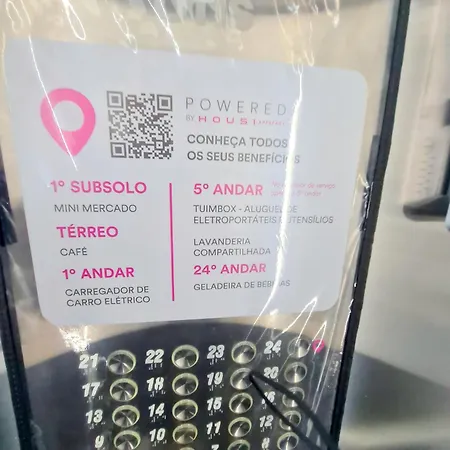 POWERED
BY HOUSI
CONHEÇA TODOS
OS SEUS BENEFÍCIOS
1º SUBSOLO
MINI MERCADO
TÉRREO
CAFÉ
1º ANDAR
CARREGADOR DE
CARRO ELÉTRICO
5º ANDAR
TUIMBOX - ALUGUEL DE
ELETROPORTÁTEIS E UTENSÍLIOS
LAVANDERIA
COMPARTILHADA
24º ANDAR
GELADEIRA DE BEBIDAS
21 22 23 24
17 18 19 20
13 14 15 16
9 10 11 12
7 8